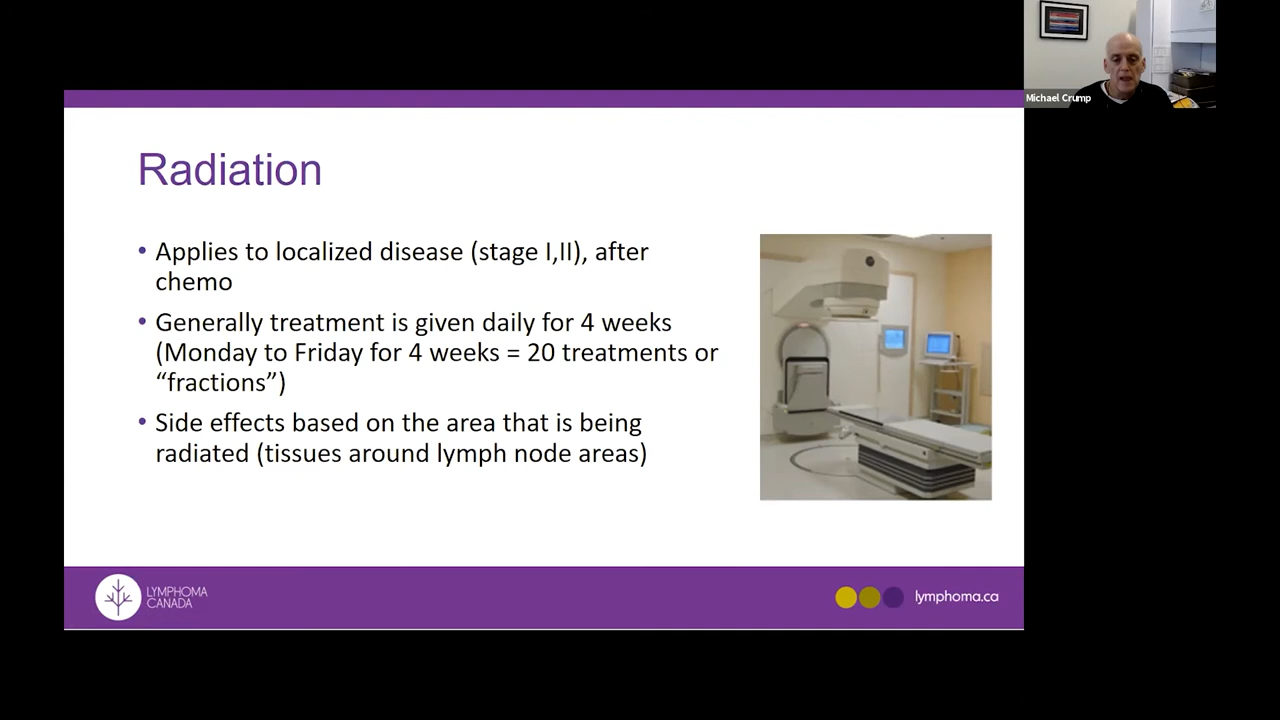 Michael Crump
Radiation
• Applies to localized disease (stage I,II), after
chemo
• Generally treatment is given daily for 4 weeks
(Monday to Friday for 4 weeks = 20 treatments or
“fractions”)
• Side effects based on the area that is being
radiated (tissues around lymph node areas)
LYMPHOMA
CANADA
lymphoma.ca